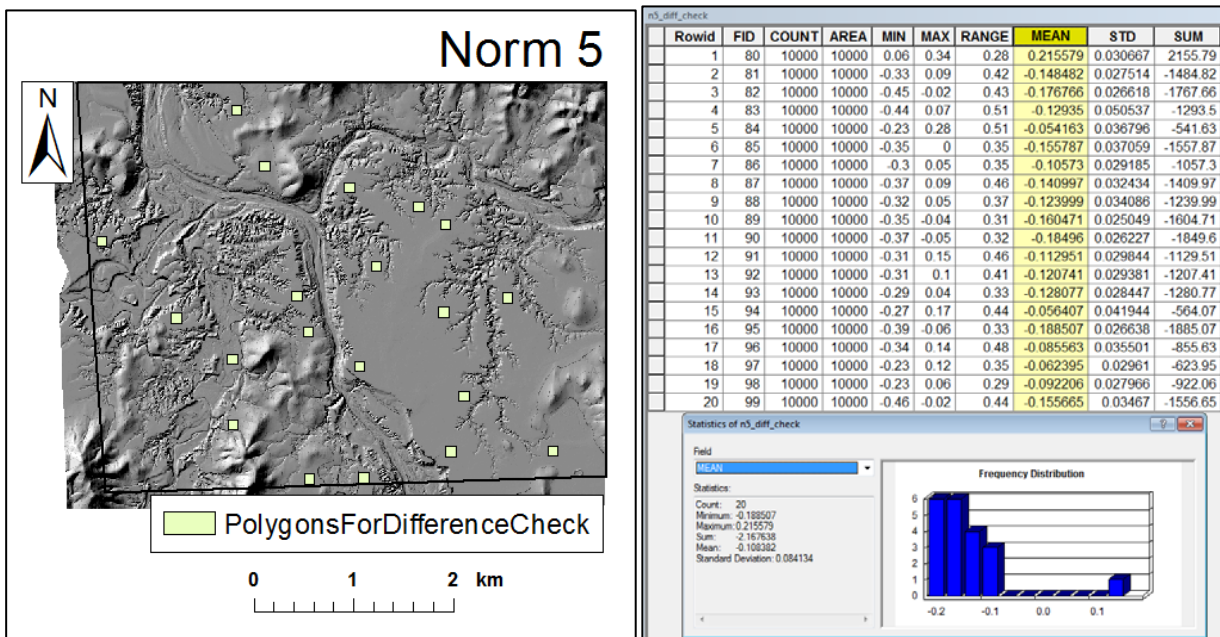 Norm 5
N
PolygonsForDifferenceCheck
0 1 2 km
n5_diff_check
Rowid FID COUNT AREA MIN MAX RANGE MEAN STD SUM
1 80 10000 10000 0.06 0.34 0.28 0.215579 0.030667 2155.79
2 81 10000 10000 -0.33 0.09 0.42 -0.148482 0.027514 -1484.82
3 82 10000 10000 -0.45 -0.02 0.43 -0.176766 0.026618 -1767.66
4 83 10000 10000 -0.44 0.07 0.51 -0.12935 0.050537 -1293.5
5 84 10000 10000 -0.23 0.28 0.51 -0.054163 0.036796 -541.63
6 85 10000 10000 -0.35 0 0.35 -0.155787 0.037059 -1557.87
7 86 10000 10000 -0.3 0.05 0.35 -0.10573 0.029185 -1057.3
8 87 10000 10000 -0.37 0.09 0.46 -0.140997 0.032434 -1409.97
9 88 10000 10000 -0.32 0.05 0.37 -0.123999 0.034086 -1239.99
10 89 10000 10000 -0.35 -0.04 0.31 -0.160471 0.025049 -1604.71
11 90 10000 10000 -0.37 -0.05 0.32 -0.18496 0.026227 -1849.6
12 91 10000 10000 -0.31 0.15 0.46 -0.112951 0.029844 -1129.51
13 92 10000 10000 -0.31 0.1 0.41 -0.120741 0.029381 -1207.41
14 93 10000 10000 -0.29 0.04 0.33 -0.128077 0.028447 -1280.77
15 94 10000 10000 -0.27 0.17 0.44 -0.056407 0.041944 -564.07
16 95 10000 10000 -0.39 -0.06 0.33 -0.188507 0.026638 -1885.07
17 96 10000 10000 -0.34 0.14 0.48 -0.085563 0.035501 -855.63
18 97 10000 10000 -0.23 0.12 0.35 -0.062395 0.02961 -623.95
19 98 10000 10000 -0.23 0.06 0.29 -0.092206 0.027966 -922.06
20 99 10000 10000 -0.46 -0.02 0.44 -0.155665 0.03467 -1556.65
Statistics of n5_diff_check
Field
MEAN
Statistics:
Count: 20
Minimum: -0.188507
Maximum: 0.215579
Sum: -2.167638
Mean: -0.108382
Standard Deviation: 0.084134
Frequency Distribution
6
5
4
3
2
1
0
-0.2 -0.1 0.0 0.1